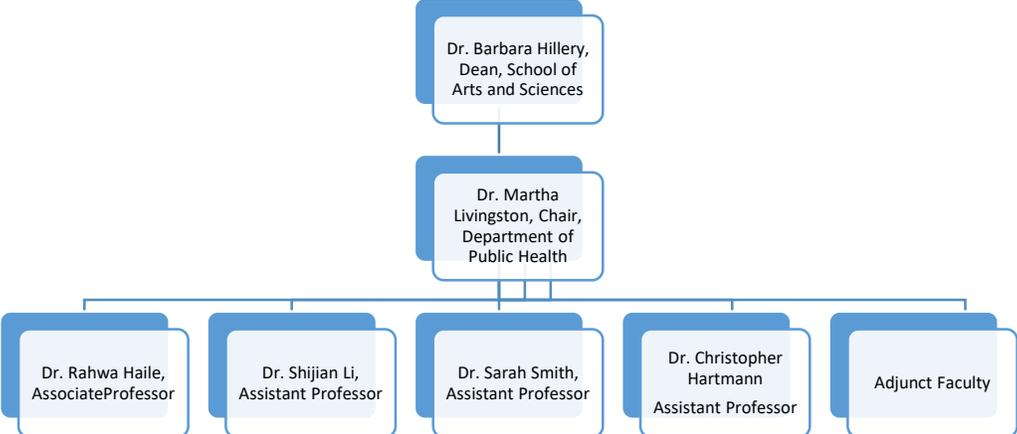 Dr. Barbara Hillery,
Dean, School of
Arts and Sciences
Dr. Martha
Livingston, Chair,
Department of
Public Health
Dr. Rahwa Haile,
AssociateProfessor
Dr. Shijian Li,
Assistant Professor
Dr. Sarah Smith,
Assistant Professor
Dr. Christopher
Hartmann
Assistant Professor
Adjunct Faculty